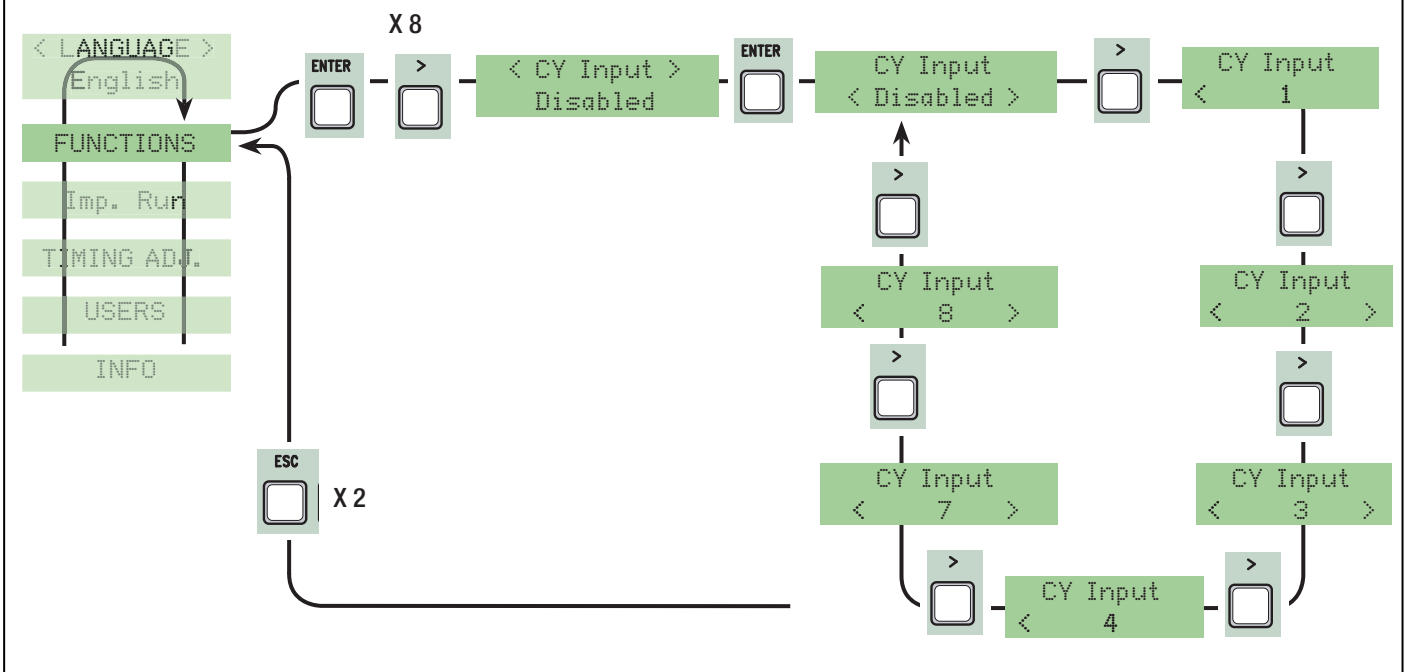 X 8
< LANGUAGE >
English
FUNCTIONS
Imp. Run
TIMING ADJ.
USERS
INFO
ENTER
>
< CY Input >
Disabled
ENTER
CY Input
< Disabled >
>
CY Input
< 1
>
CY Input
< 2 >
>
CY Input
< 3 >
>
CY Input
< 4
>
CY Input
< 7 >
>
CY Input
< 8 >
>
ESC
X 2